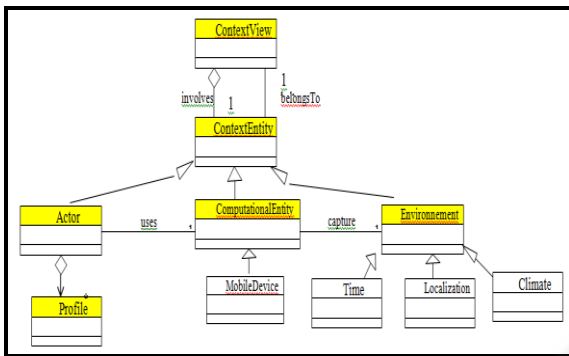 ContextView
1
involves
1
belongsTo
ContextEntity
Actor
uses
ComputationalEntity
capture
Environnement
MobileDevice
Time
Localization
Climate
Profile